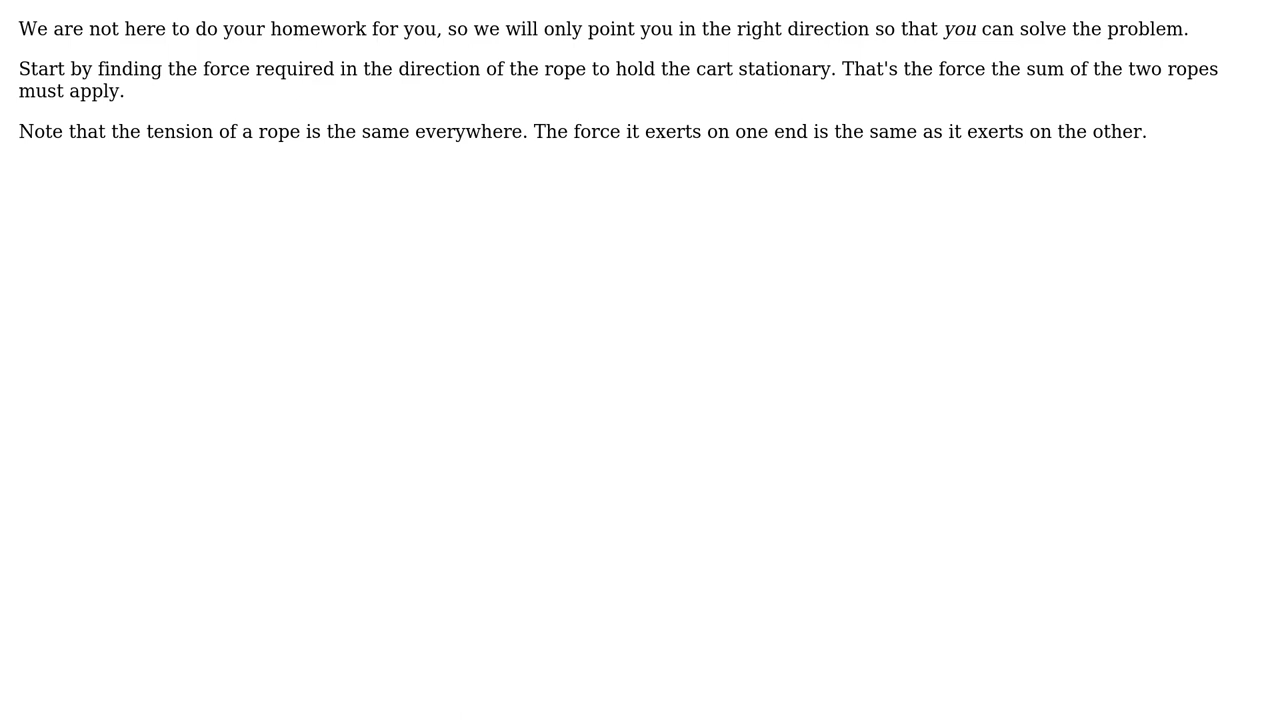 We are not here to do your homework for you, so we will only point you in the right direction so that you can solve the problem.
Start by finding the force required in the direction of the rope to hold the cart stationary. That's the force the sum of the two ropes
must apply.
Note that the tension of a rope is the same everywhere. The force it exerts on one end is the same as it exerts on the other.